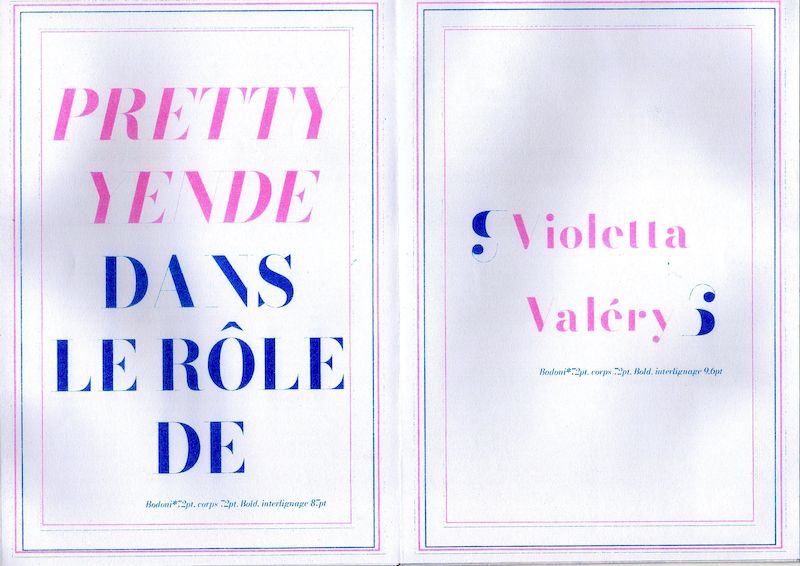 PRETTY
YENDE
DANS
LE RÔLE
DE
Bodoni*72pt, corps 72pt, Bold, interlignage 87pt
Violetta
Valéry
Bodoni*72pt, corps 72pt, Bold, interlignage 9.6pt